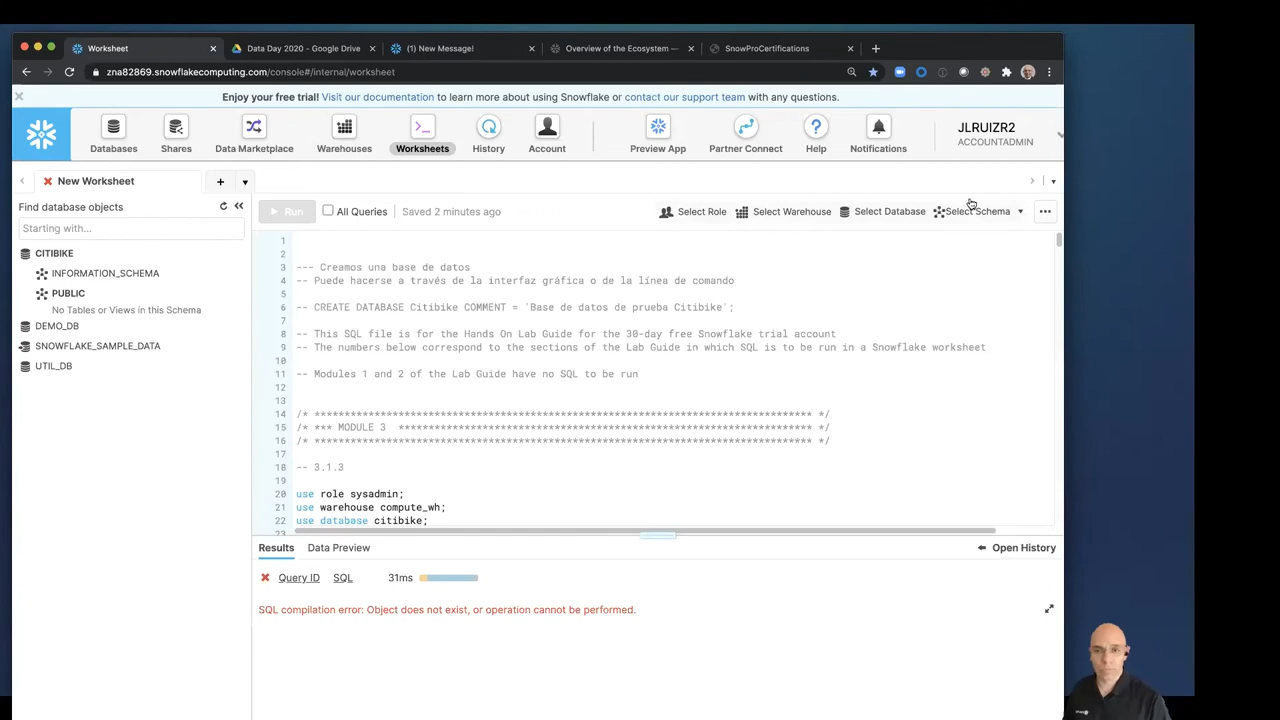 Worksheet
Data Day 2020 - Google Drive
(1) New Message!
Overview of the Ecosystem —
SnowProCertifications
zna82869.snowflakecomputing.com/console#/internal/worksheet
Enjoy your free trial! Visit our documentation to learn more about using Snowflake or contact our support team with any questions.
Databases
Shares
Data Marketplace
Warehouses
Worksheets
History
Account
Preview App
Partner Connect
Help
Notifications
JLRUIZR2
ACCOUNTADMIN
New Worksheet
Find database objects
Starting with...
CITIBIKE
INFORMATION_SCHEMA
PUBLIC
No Tables or Views in this Schema
DEMO_DB
SNOWFLAKE_SAMPLE_DATA
UTIL_DB
Run All Queries Saved 2 minutes ago Select Role Select Warehouse Select Database Select Schema
1
2
3 --- Creamos una base de datos
4 -- Puede hacerse a través de la interfaz gráfica o de la línea de comando
5
6 -- CREATE DATABASE Citibike COMMENT = 'Base de datos de prueba Citibike';
7
8 -- This SQL file is for the Hands On Lab Guide for the 30-day free Snowflake trial account
9 -- The numbers below correspond to the sections of the Lab Guide in which SQL is to be run in a Snowflake worksheet
10
11 -- Modules 1 and 2 of the Lab Guide have no SQL to be run
12
13
14 /* *********************************************************************************** */
15 /* *** MODULE 3  ********************************************************************* */
16 /* *********************************************************************************** */
17
18 -- 3.1.3
19
20 use role sysadmin;
21 use warehouse compute_wh;
22 use database citibike;
23
Results
Data Preview
Open History
Query ID SQL 31ms
SQL compilation error: Object does not exist, or operation cannot be performed.